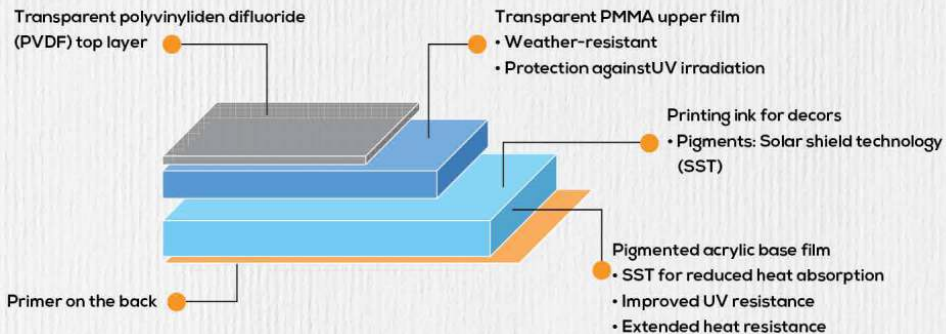 Transparent polyvinyliden difluoride
(PVDF) top layer
Transparent PMMA upper film
• Weather-resistant
• Protection againstUV irradiation
Printing ink for decors
• Pigments: Solar shield technology
(SST)
Pigmented acrylic base film
• SST for reduced heat absorption
• Improved UV resistance
• Extended heat resistance
Primer on the back